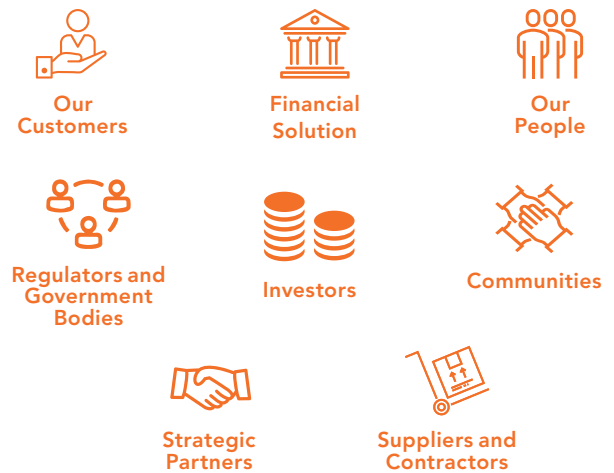 Our
Customers
Financial
Solution
Our
People
Regulators and
Government
Bodies
Investors
Communities
Strategic
Partners
Suppliers and
Contractors